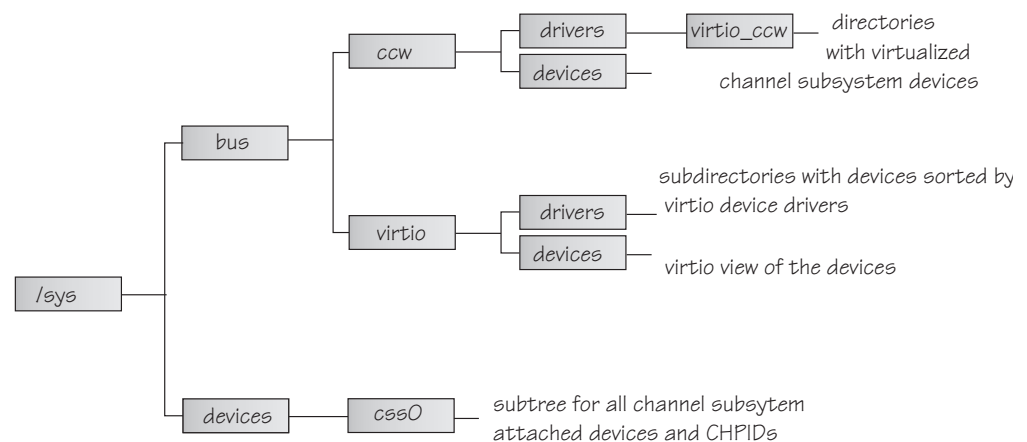 /sys
bus
ccw
drivers
virtio_ccw
directories
with virtualized
channel subsystem devices
devices
virtio
drivers
subdirectories with devices sorted by
virtio device drivers
devices
virtio view of the devices
devices
css0
subtree for all channel subsytem
attached devices and CHPIDs